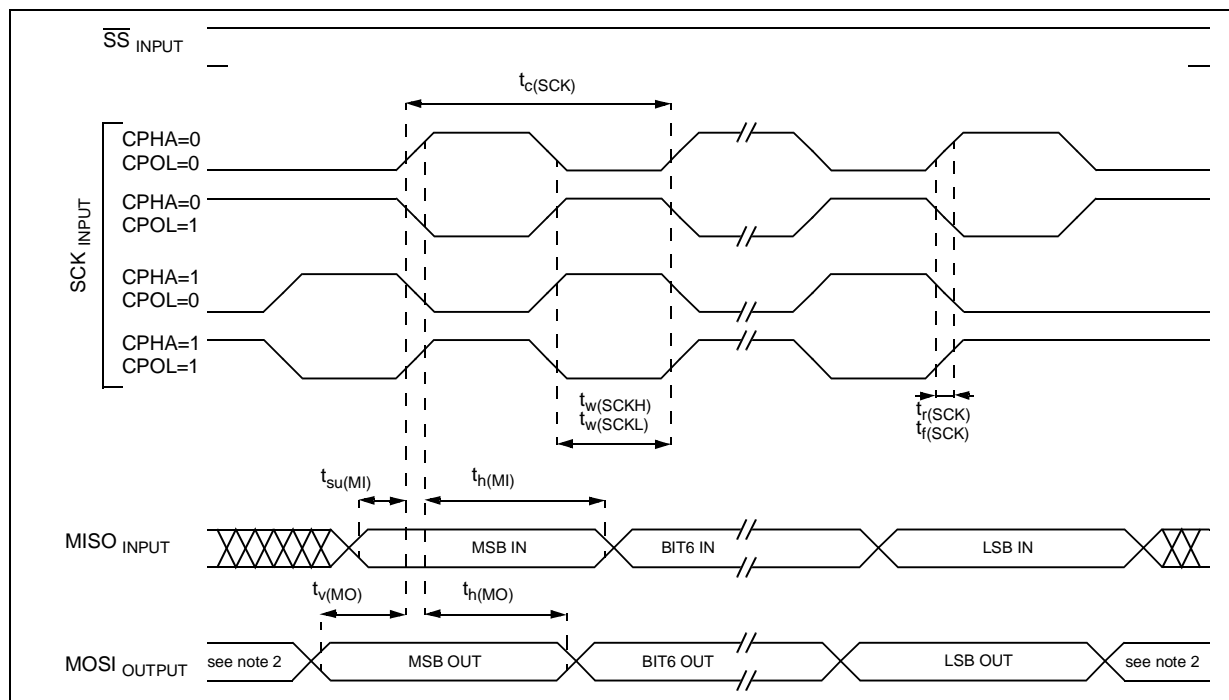 SS INPUT
tc(SCK)
SCK INPUT
CPHA=0
CPOL=0
CPHA=0
CPOL=1
CPHA=1
CPOL=0
CPHA=1
CPOL=1
tw(SCKH)
tw(SCKL)
tr(SCK)
tf(SCK)
tsu(MI)
th(MI)
MISO INPUT
MSB IN
BIT6 IN
LSB IN
tv(MO)
th(MO)
MOSI OUTPUT
see note 2
MSB OUT
BIT6 OUT
LSB OUT
see note 2